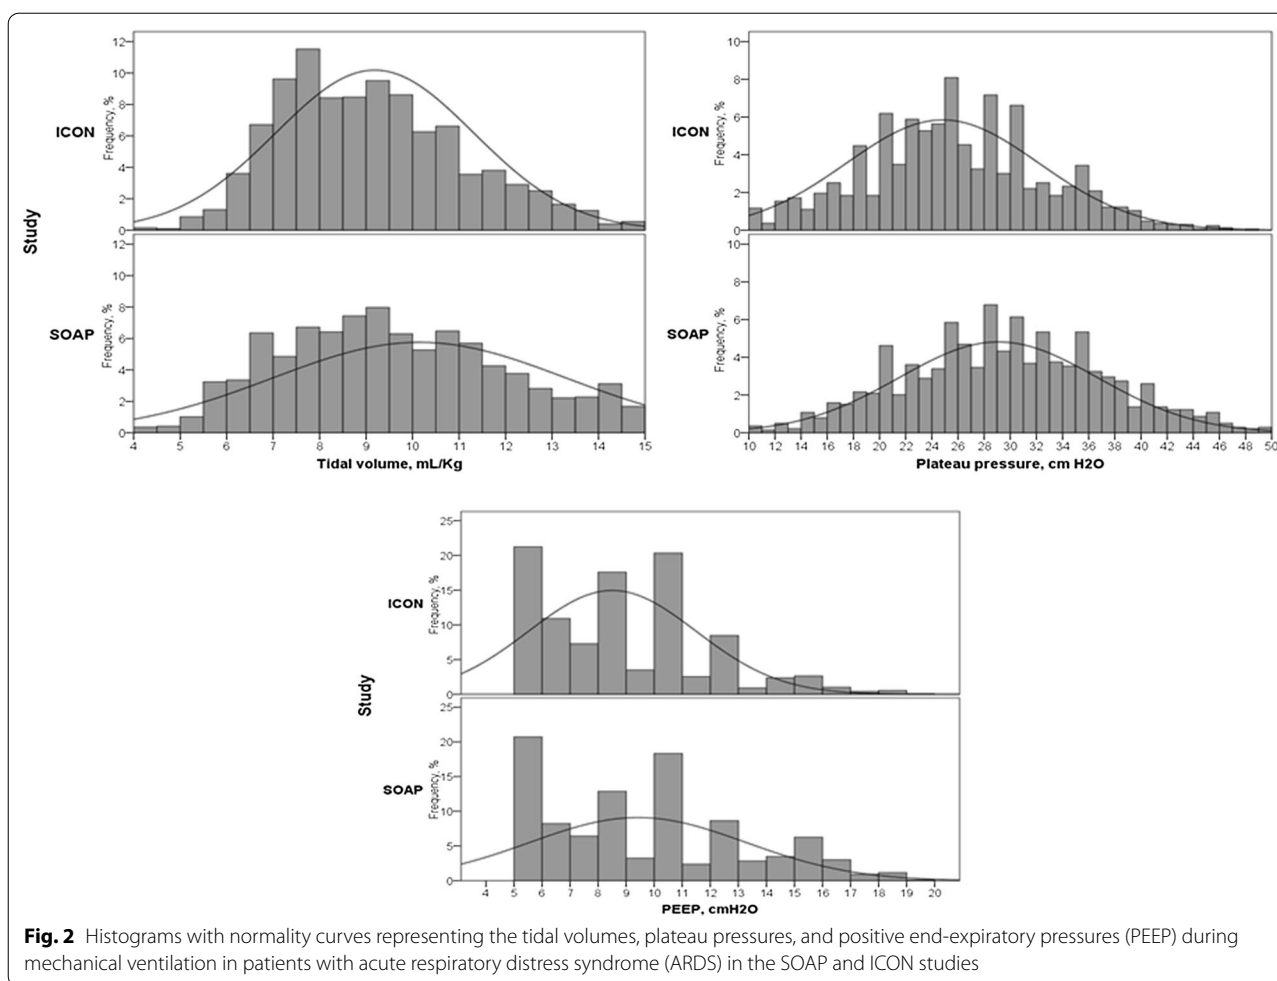 12
10
8
6
4
2
0
Frequency, %
ICON
12
10
8
6
4
2
0
Frequency, %
SOAP
Study
4 5 6 7 8 9 10 11 12 13 14 15
Tidal volume, mL/Kg
10
8
6
4
2
0
Frequency, %
ICON
10
8
6
4
2
0
Frequency, %
SOAP
10 12 14 16 18 20 22 24 26 28 30 32 34 36 38 40 42 44 46 48 50
Plateau pressure, cm H2O
25
20
15
10
5
0
Frequency, %
ICON
25
20
15
10
5
0
Frequency, %
SOAP
Study
4 5 6 7 8 9 10 11 12 13 14 15 16 17 18 19 20
PEEP, cmH2O
Fig. 2 Histograms with normality curves representing the tidal volumes, plateau pressures, and positive end-expiratory pressures (PEEP) during
mechanical ventilation in patients with acute respiratory distress syndrome (ARDS) in the SOAP and ICON studies